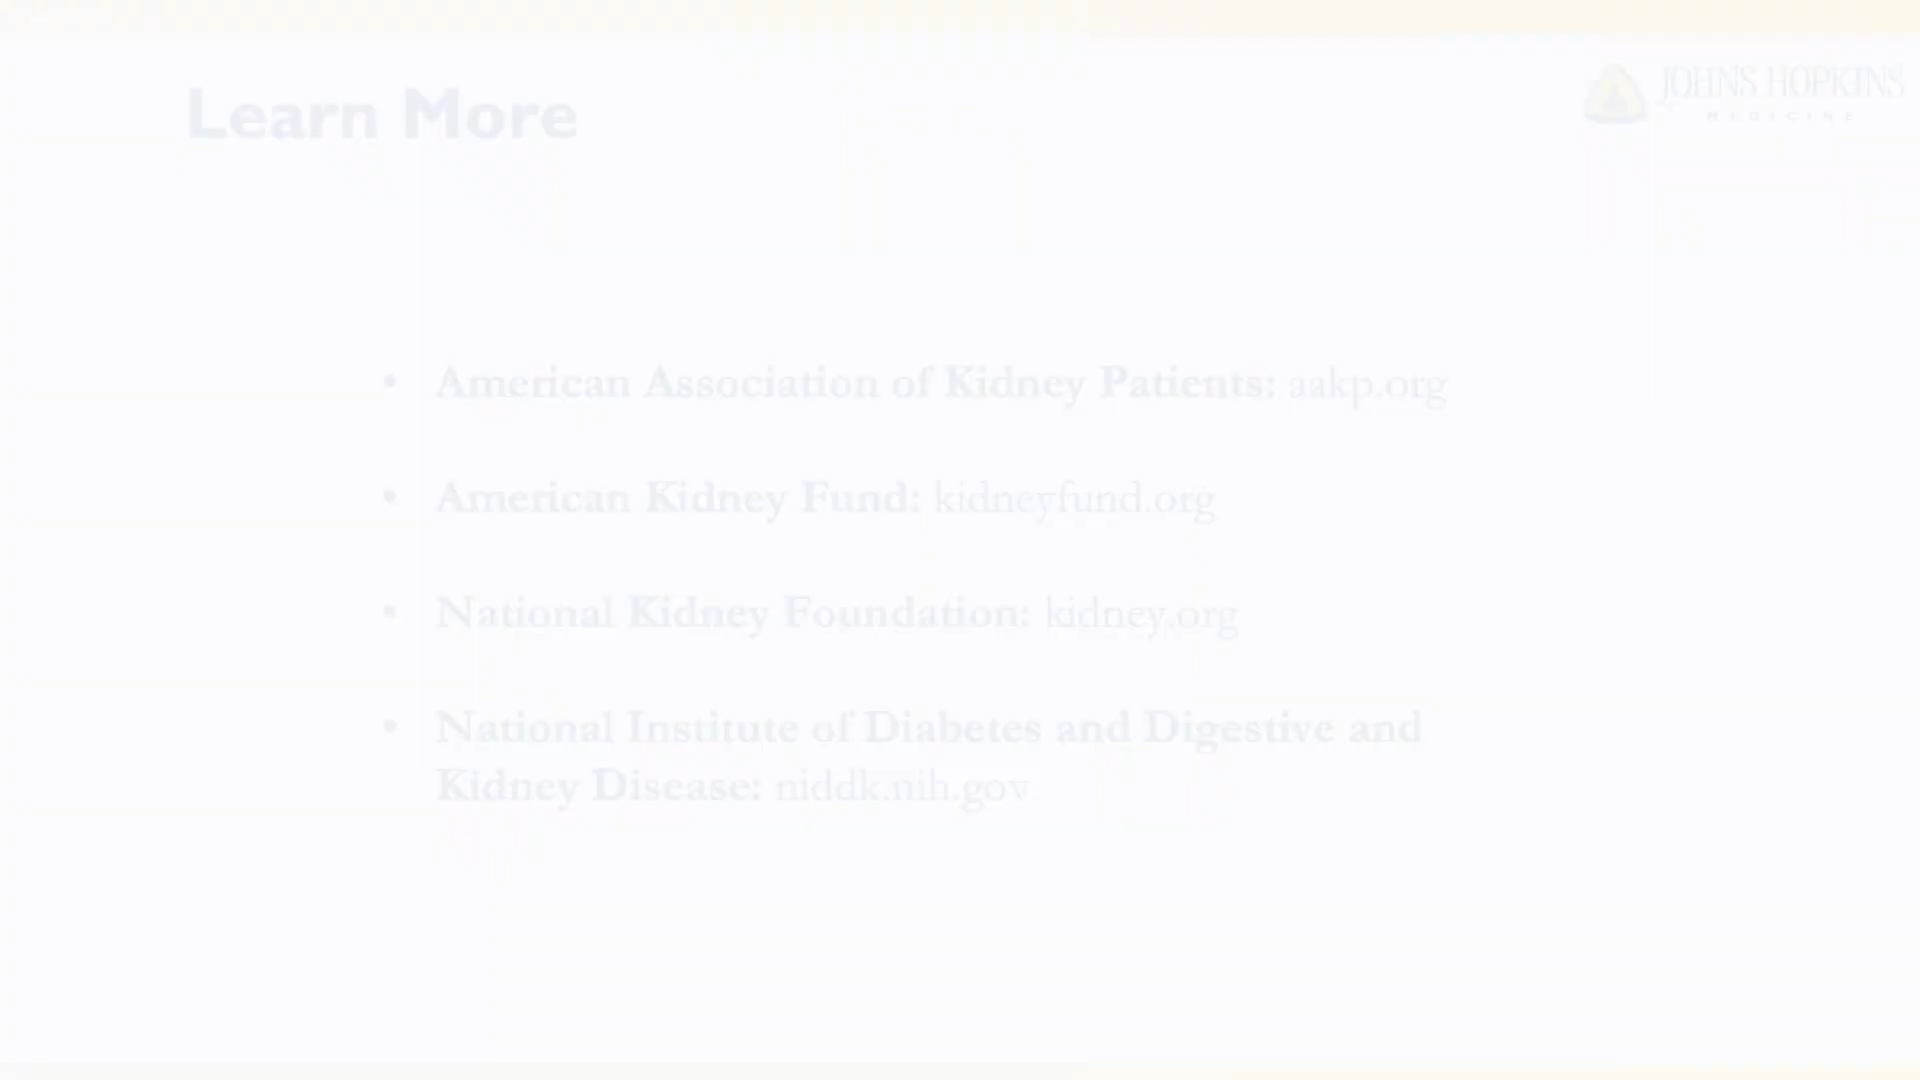 Learn More
JOHNS HOPKINS
MEDICINE
• American Association of Kidney Patients: aakp.org
• American Kidney Fund: kidneyfund.org
• National Kidney Foundation: kidney.org
• National Institute of Diabetes and Digestive and
Kidney Disease: niddk.nih.gov